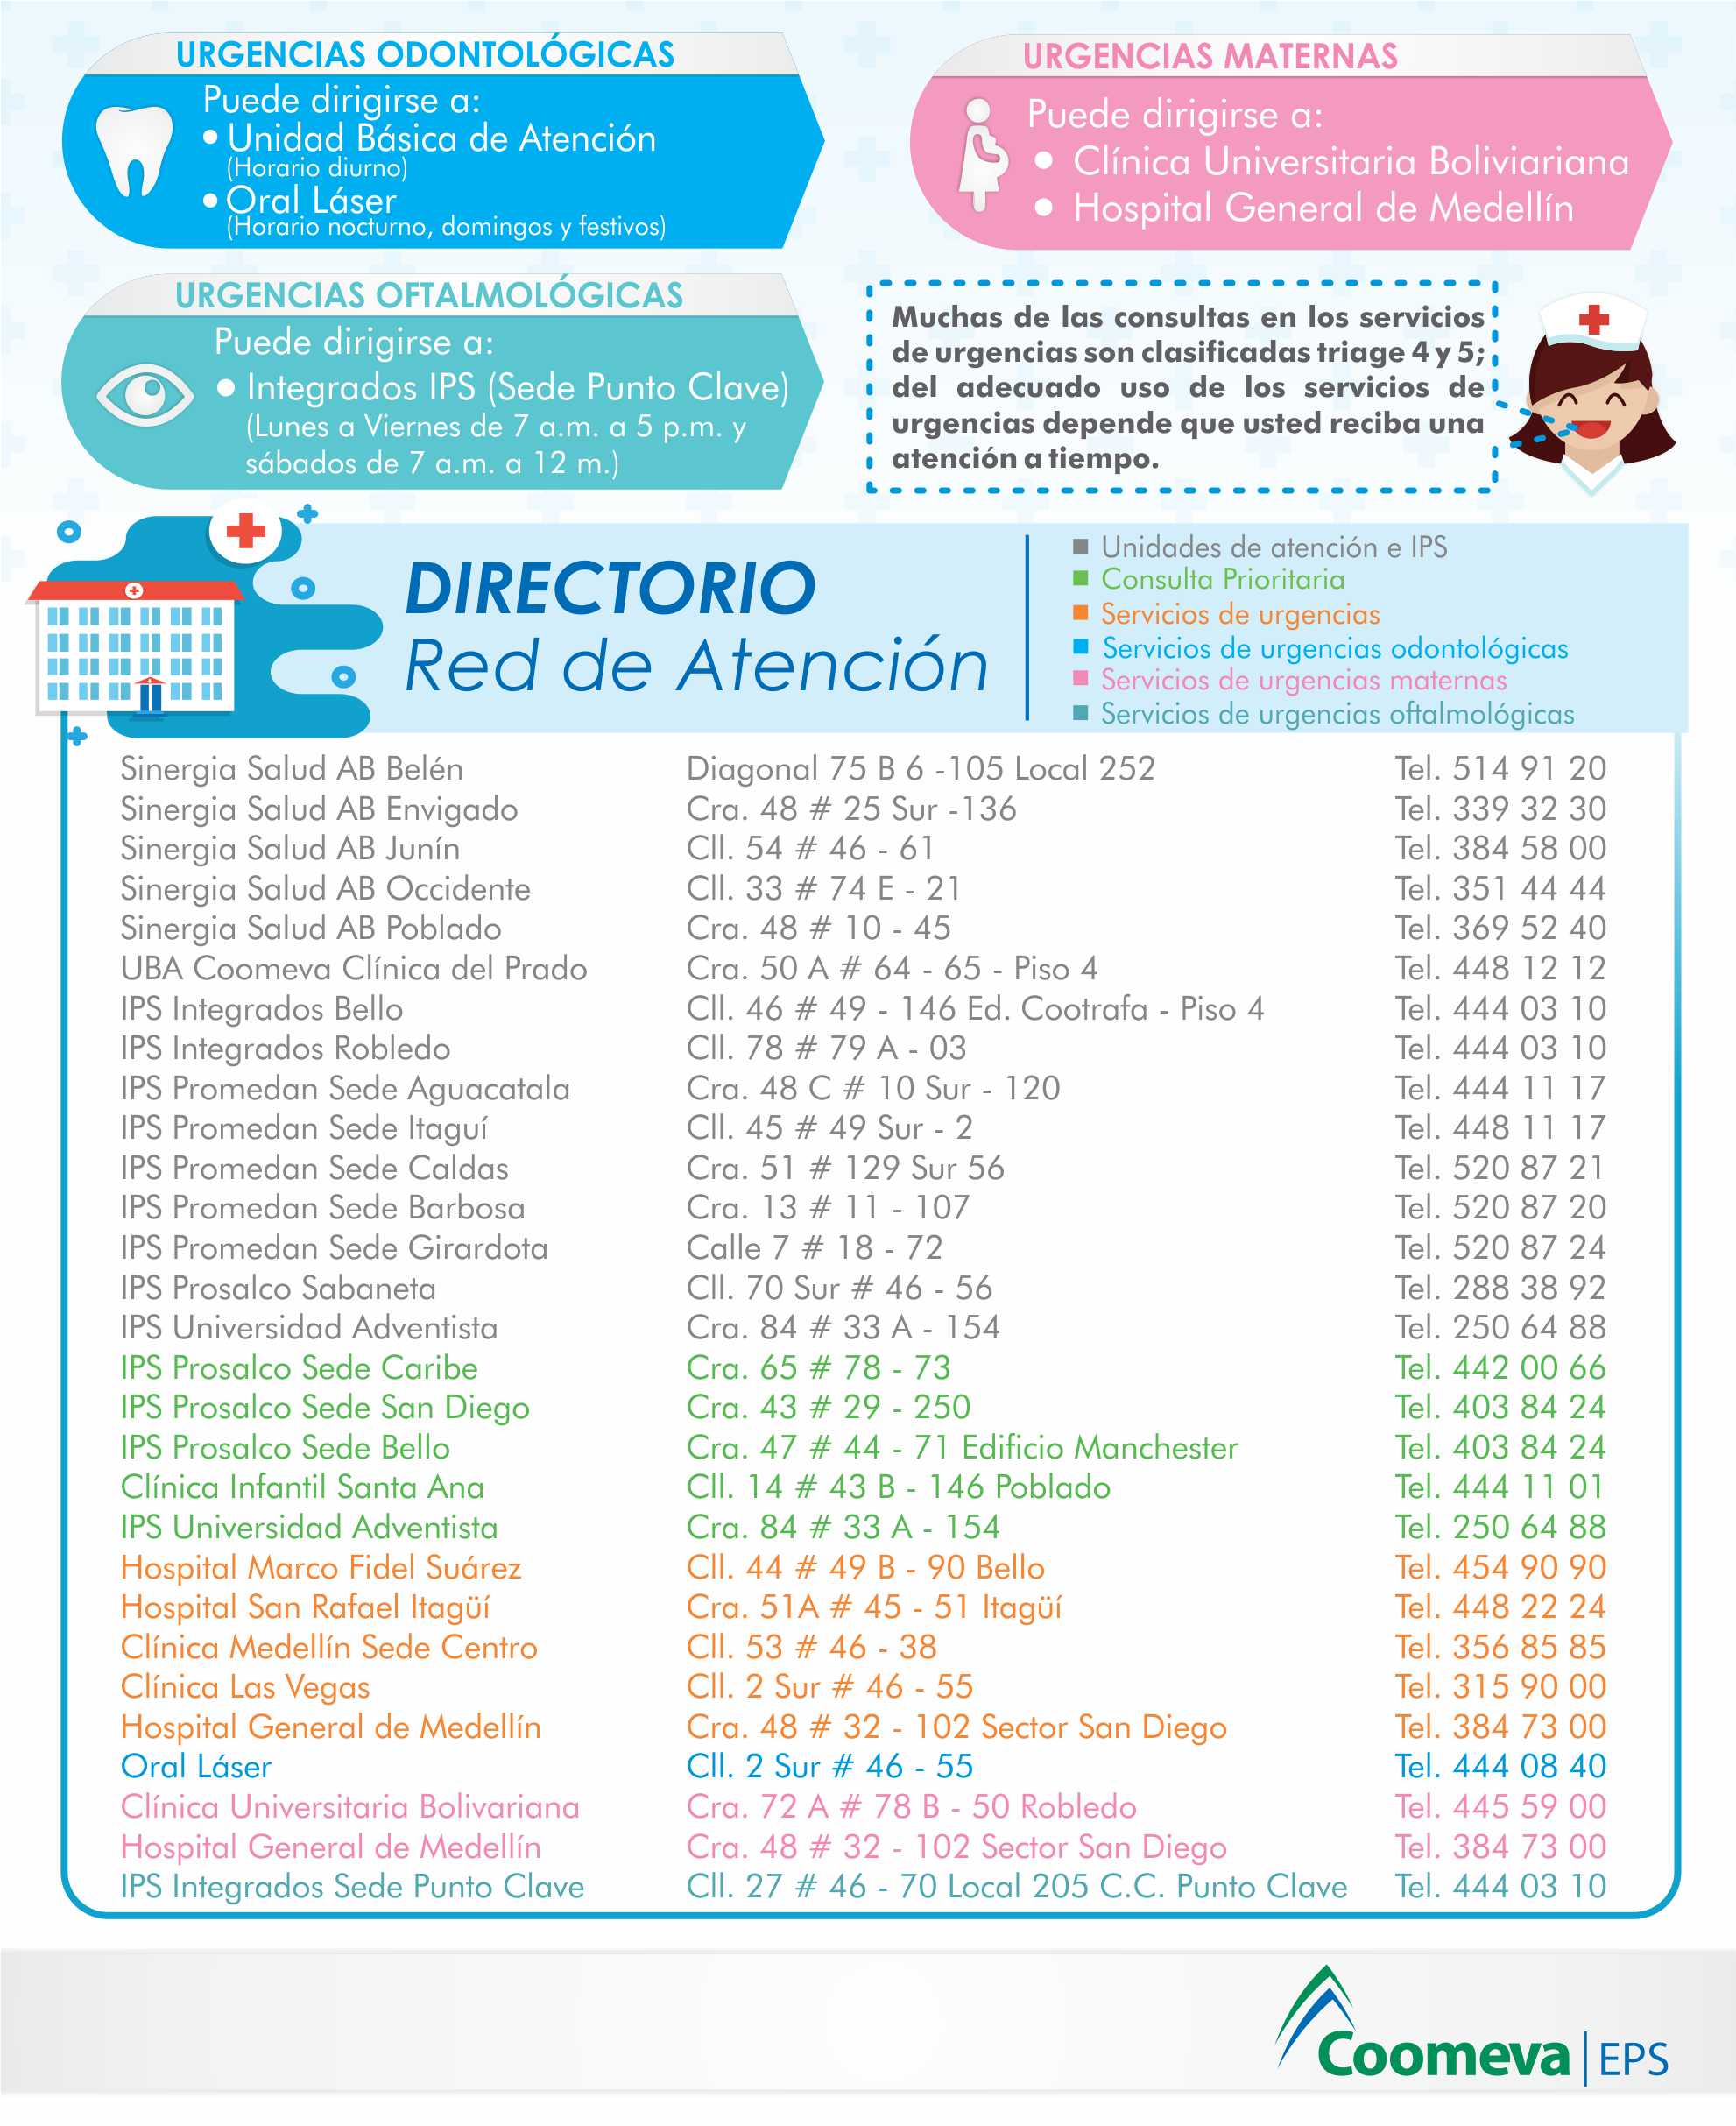 URGENCIAS ODONTOLÓGICAS
Puede dirigirse a:
• Unidad Básica de Atención
(Horario diurno)
• Oral Láser
(Horario nocturno, domingos y festivos)
URGENCIAS MATERNAS
Puede dirigirse a:
• Clínica Universitaria Boliviariana
• Hospital General de Medellín
URGENCIAS OFTALMOLÓGICAS
Puede dirigirse a:
• Integrados IPS (Sede Punto Clave)
(Lunes a Viernes de 7 a.m. a 5 p.m. y
sábados de 7 a.m. a 12 m.)
Muchas de las consultas en los servicios
de urgencias son clasificadas triage 4 y 5;
del adecuado uso de los servicios de
urgencias depende que usted reciba una
atención a tiempo.
DIRECTORIO
Red de Atención
Unidades de atención e IPS
Consulta Prioritaria
Servicios de urgencias
Servicios de urgencias odontológicas
Servicios de urgencias maternas
Servicios de urgencias oftalmológicas
Sinergia Salud AB Belén Diagonal 75 B 6 -105 Local 252 Tel. 514 91 20
Sinergia Salud AB Envigado Cra. 48 # 25 Sur -136 Tel. 339 32 30
Sinergia Salud AB Junín Cll. 54 # 46 - 61 Tel. 384 58 00
Sinergia Salud AB Occidente Cll. 33 # 74 E - 21 Tel. 351 44 44
Sinergia Salud AB Poblado Cra. 48 # 10 - 45 Tel. 369 52 40
UBA Coomeva Clínica del Prado Cra. 50 A # 64 - 65 - Piso 4 Tel. 448 12 12
IPS Integrados Bello Cll. 46 # 49 - 146 Ed. Cootrafa - Piso 4 Tel. 444 03 10
IPS Integrados Robledo Cll. 78 # 79 A - 03 Tel. 444 03 10
IPS Promedan Sede Aguacatala Cra. 48 C # 10 Sur - 120 Tel. 444 11 17
IPS Promedan Sede Itaguí Cll. 45 # 49 Sur - 2 Tel. 448 11 17
IPS Promedan Sede Caldas Cra. 51 # 129 Sur 56 Tel. 520 87 21
IPS Promedan Sede Barbosa Cra. 13 # 11 - 107 Tel. 520 87 20
IPS Promedan Sede Girardota Calle 7 # 18 - 72 Tel. 520 87 24
IPS Prosalco Sabaneta Cll. 70 Sur # 46 - 56 Tel. 288 38 92
IPS Universidad Adventista Cra. 84 # 33 A - 154 Tel. 250 64 88
IPS Prosalco Sede Caribe Cra. 65 # 78 - 73 Tel. 442 00 66
IPS Prosalco Sede San Diego Cra. 43 # 29 - 250 Tel. 403 84 24
IPS Prosalco Sede Bello Cra. 47 # 44 - 71 Edificio Manchester Tel. 403 84 24
Clínica Infantil Santa Ana Cll. 14 # 43 B - 146 Poblado Tel. 444 11 01
IPS Universidad Adventista Cra. 84 # 33 A - 154 Tel. 250 64 88
Hospital Marco Fidel Suárez Cll. 44 # 49 B - 90 Bello Tel. 454 90 90
Hospital San Rafael Itagüí Cra. 51A # 45 - 51 Itagüí Tel. 448 22 24
Clínica Medellín Sede Centro Cll. 53 # 46 - 38 Tel. 356 85 85
Clínica Las Vegas Cll. 2 Sur # 46 - 55 Tel. 315 90 00
Hospital General de Medellín Cra. 48 # 32 - 102 Sector San Diego Tel. 384 73 00
Oral Láser Cll. 2 Sur # 46 - 55 Tel. 444 08 40
Clínica Universitaria Bolivariana Cra. 72 A # 78 B - 50 Robledo Tel. 445 59 00
Hospital General de Medellín Cra. 48 # 32 - 102 Sector San Diego Tel. 384 73 00
IPS Integrados Sede Punto Clave Cll. 27 # 46 - 70 Local 205 C.C. Punto Clave Tel. 444 03 10
Coomeva EPS